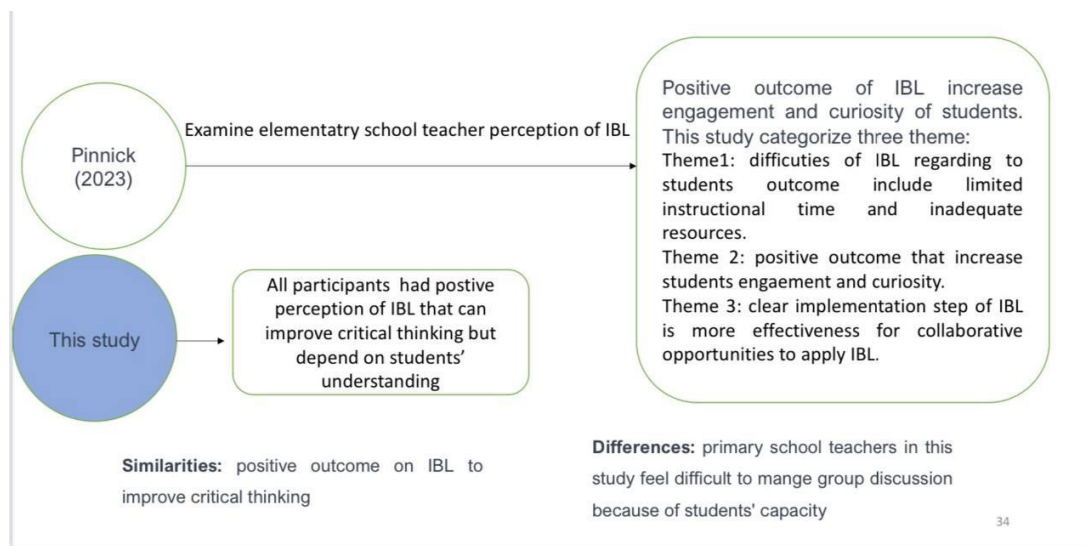 Pinnick
(2023)
Examine elementatry school teacher perception of IBL
Positive outcome of IBL increase
engagement and curiosity of students.
This study categorize three theme:
Theme1: difficuties of IBL regarding to
students outcome include limited
instructional time and inadequate
resources.
Theme 2: positive outcome that increase
students engaement and curiosity.
Theme 3: clear implementation step of IBL
is more effectiveness for collaborative
opportunities to apply IBL.
This study
All participants had postive
perception of IBL that can
improve critical thinking but
depend on students'
understanding
Similarities: positive outcome on IBL to
improve critical thinking
Differences: primary school teachers in this
study feel difficult to mange group discussion
because of students' capacity
34